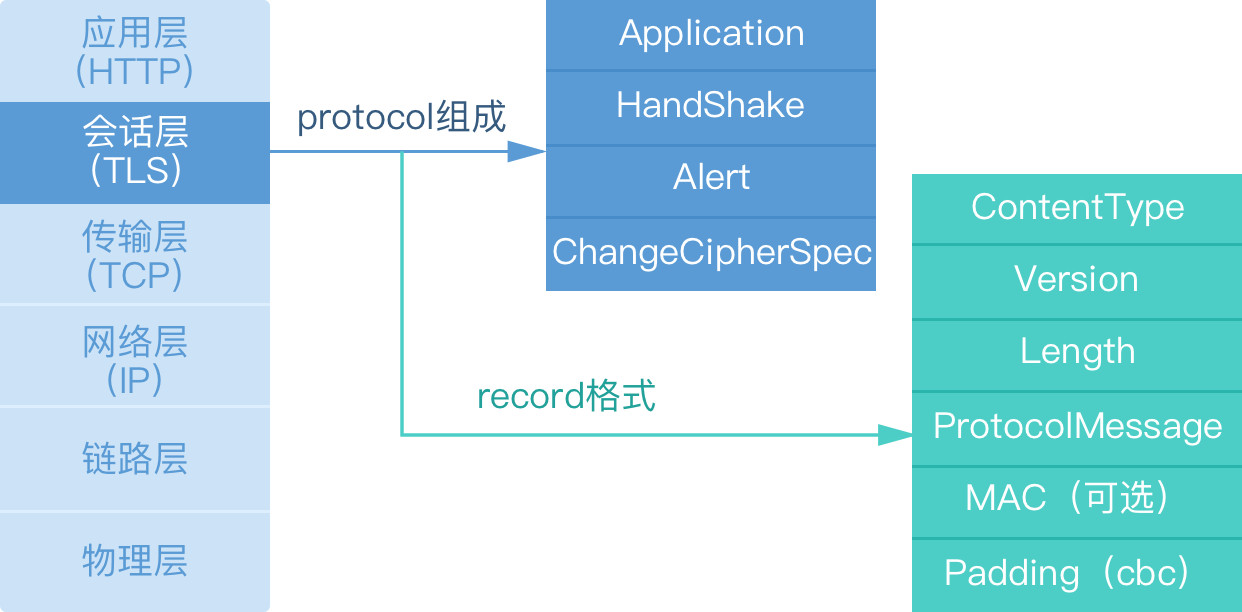 应用层
(HTTP)
会话层
(TLS)
传输层
(TCP)
网络层
(IP)
链路层
物理层
protocol组成
Application
HandShake
Alert
ChangeCipherSpec
record格式
ContentType
Version
Length
ProtocolMessage
MAC（可选）
Padding（cbc）